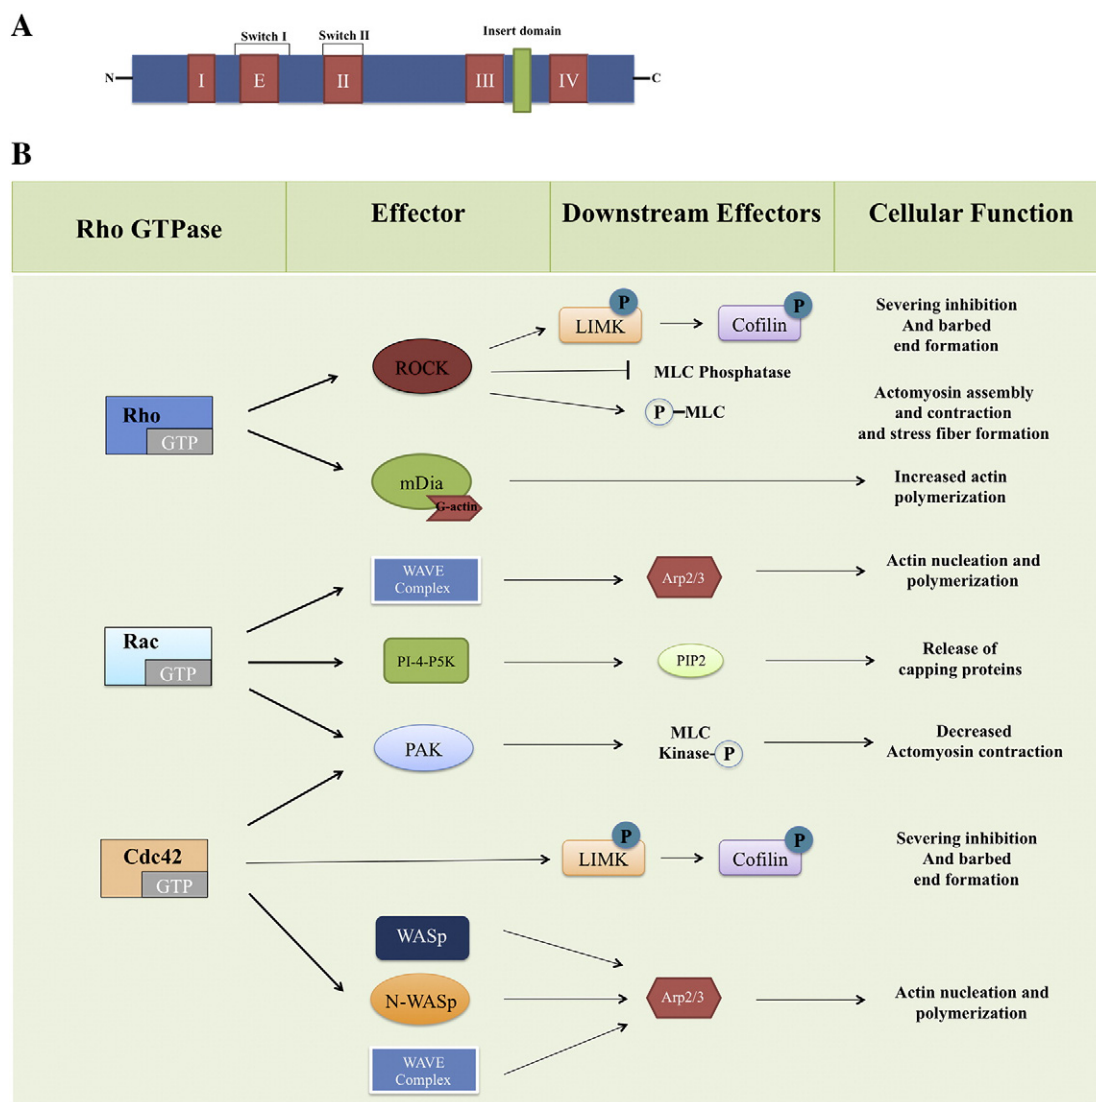 A
Switch I
Switch II
Insert domain
N
I
E
II
III
IV
C
B
Rho GTPase
Effector
Downstream Effectors
Cellular Function
Rho
GTP
ROCK
LIMK
P
Cofilin
P
Severing inhibition
And barbed
end formation
MLC Phosphatase
P
MLC
Actomyosin assembly
and contraction
and stress fiber formation
mDia
G-actin
Increased actin
polymerization
Rac
GTP
WAVE
Complex
Arp2/3
Actin nucleation and
polymerization
PI-4-P5K
PIP2
Release of
capping proteins
PAK
MLC
Kinase-
P
Decreased
Actomyosin contraction
Cdc42
GTP
LIMK
P
Cofilin
P
Severing inhibition
And barbed
end formation
WASp
N-WASp
WAVE
Complex
Arp2/3
Actin nucleation and
polymerization